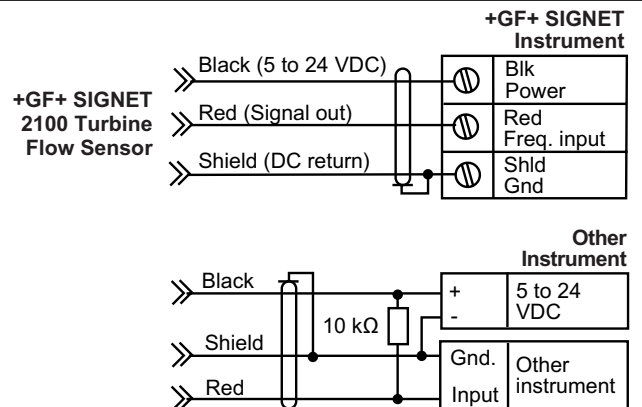 +GF+ SIGNET
Instrument
+GF+ SIGNET
2100 Turbine
Flow Sensor
Black (5 to 24 VDC)
Blk
Power
Red (Signal out)
Red
Freq. input
Shield (DC return)
Shld
Gnd
Other
Instrument
Black
+
5 to 24
VDC
-
10 kΩ
Shield
Gnd.
Other
instrument
Red
Input